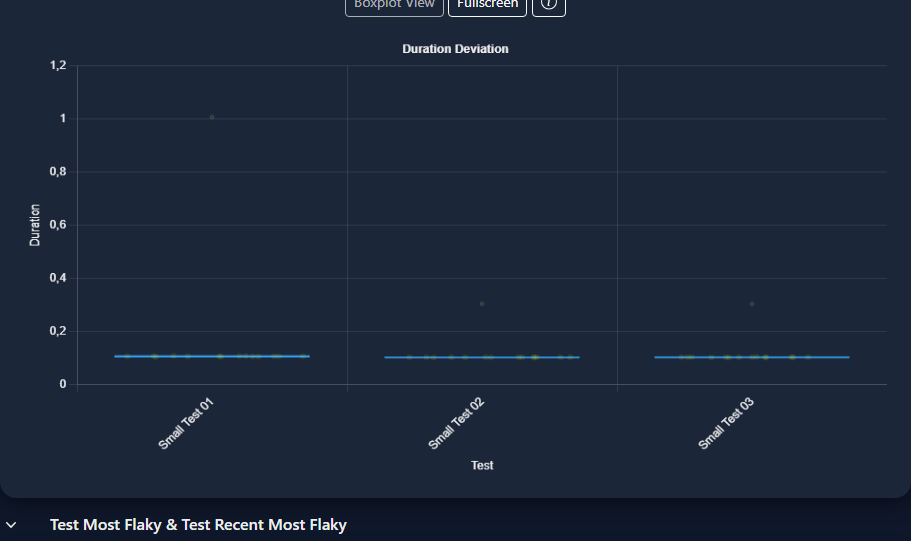 Boxplot View Fullscreen
Duration Deviation
1,2
1
0,8
0,6
0,4
0,2
0
Duration
Small Test 01
Small Test 02
Small Test 03
Test
Test Most Flaky & Test Recent Most Flaky